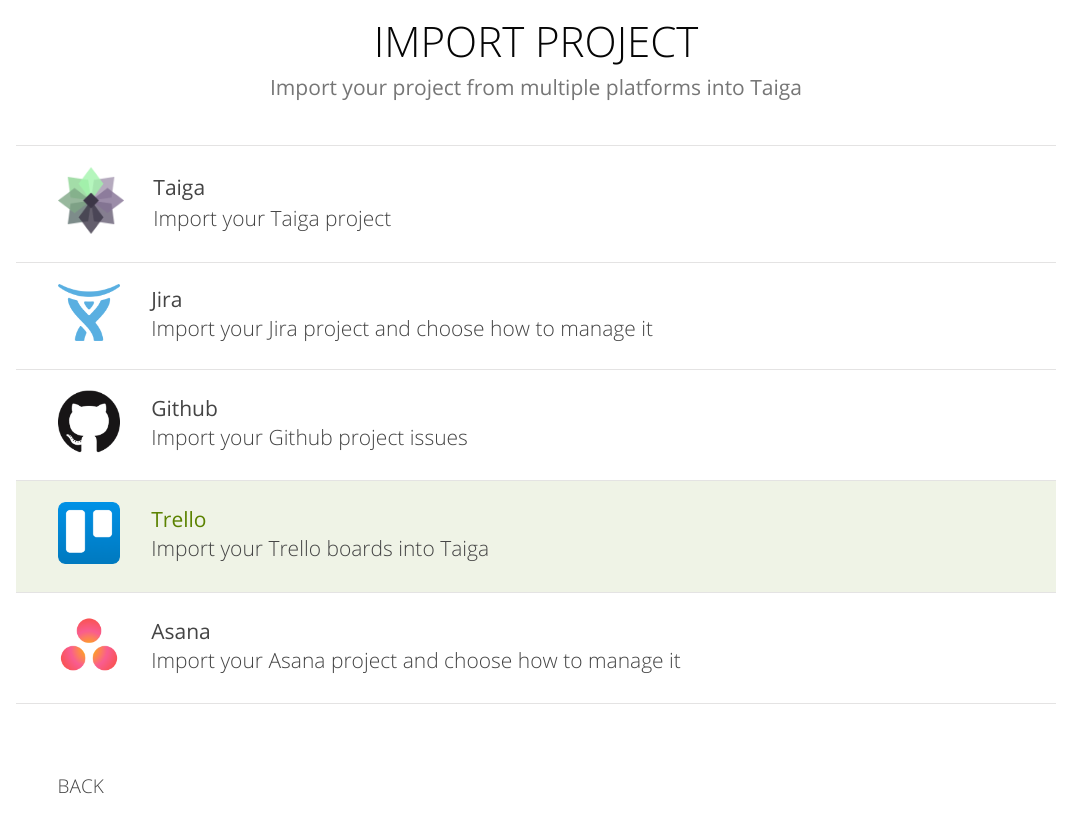 IMPORT PROJECT
Import your project from multiple platforms into Taiga
Taiga
Import your Taiga project
Jira
Import your Jira project and choose how to manage it
Github
Import your Github project issues
Trello
Import your Trello boards into Taiga
Asana
Import your Asana project and choose how to manage it
BACK